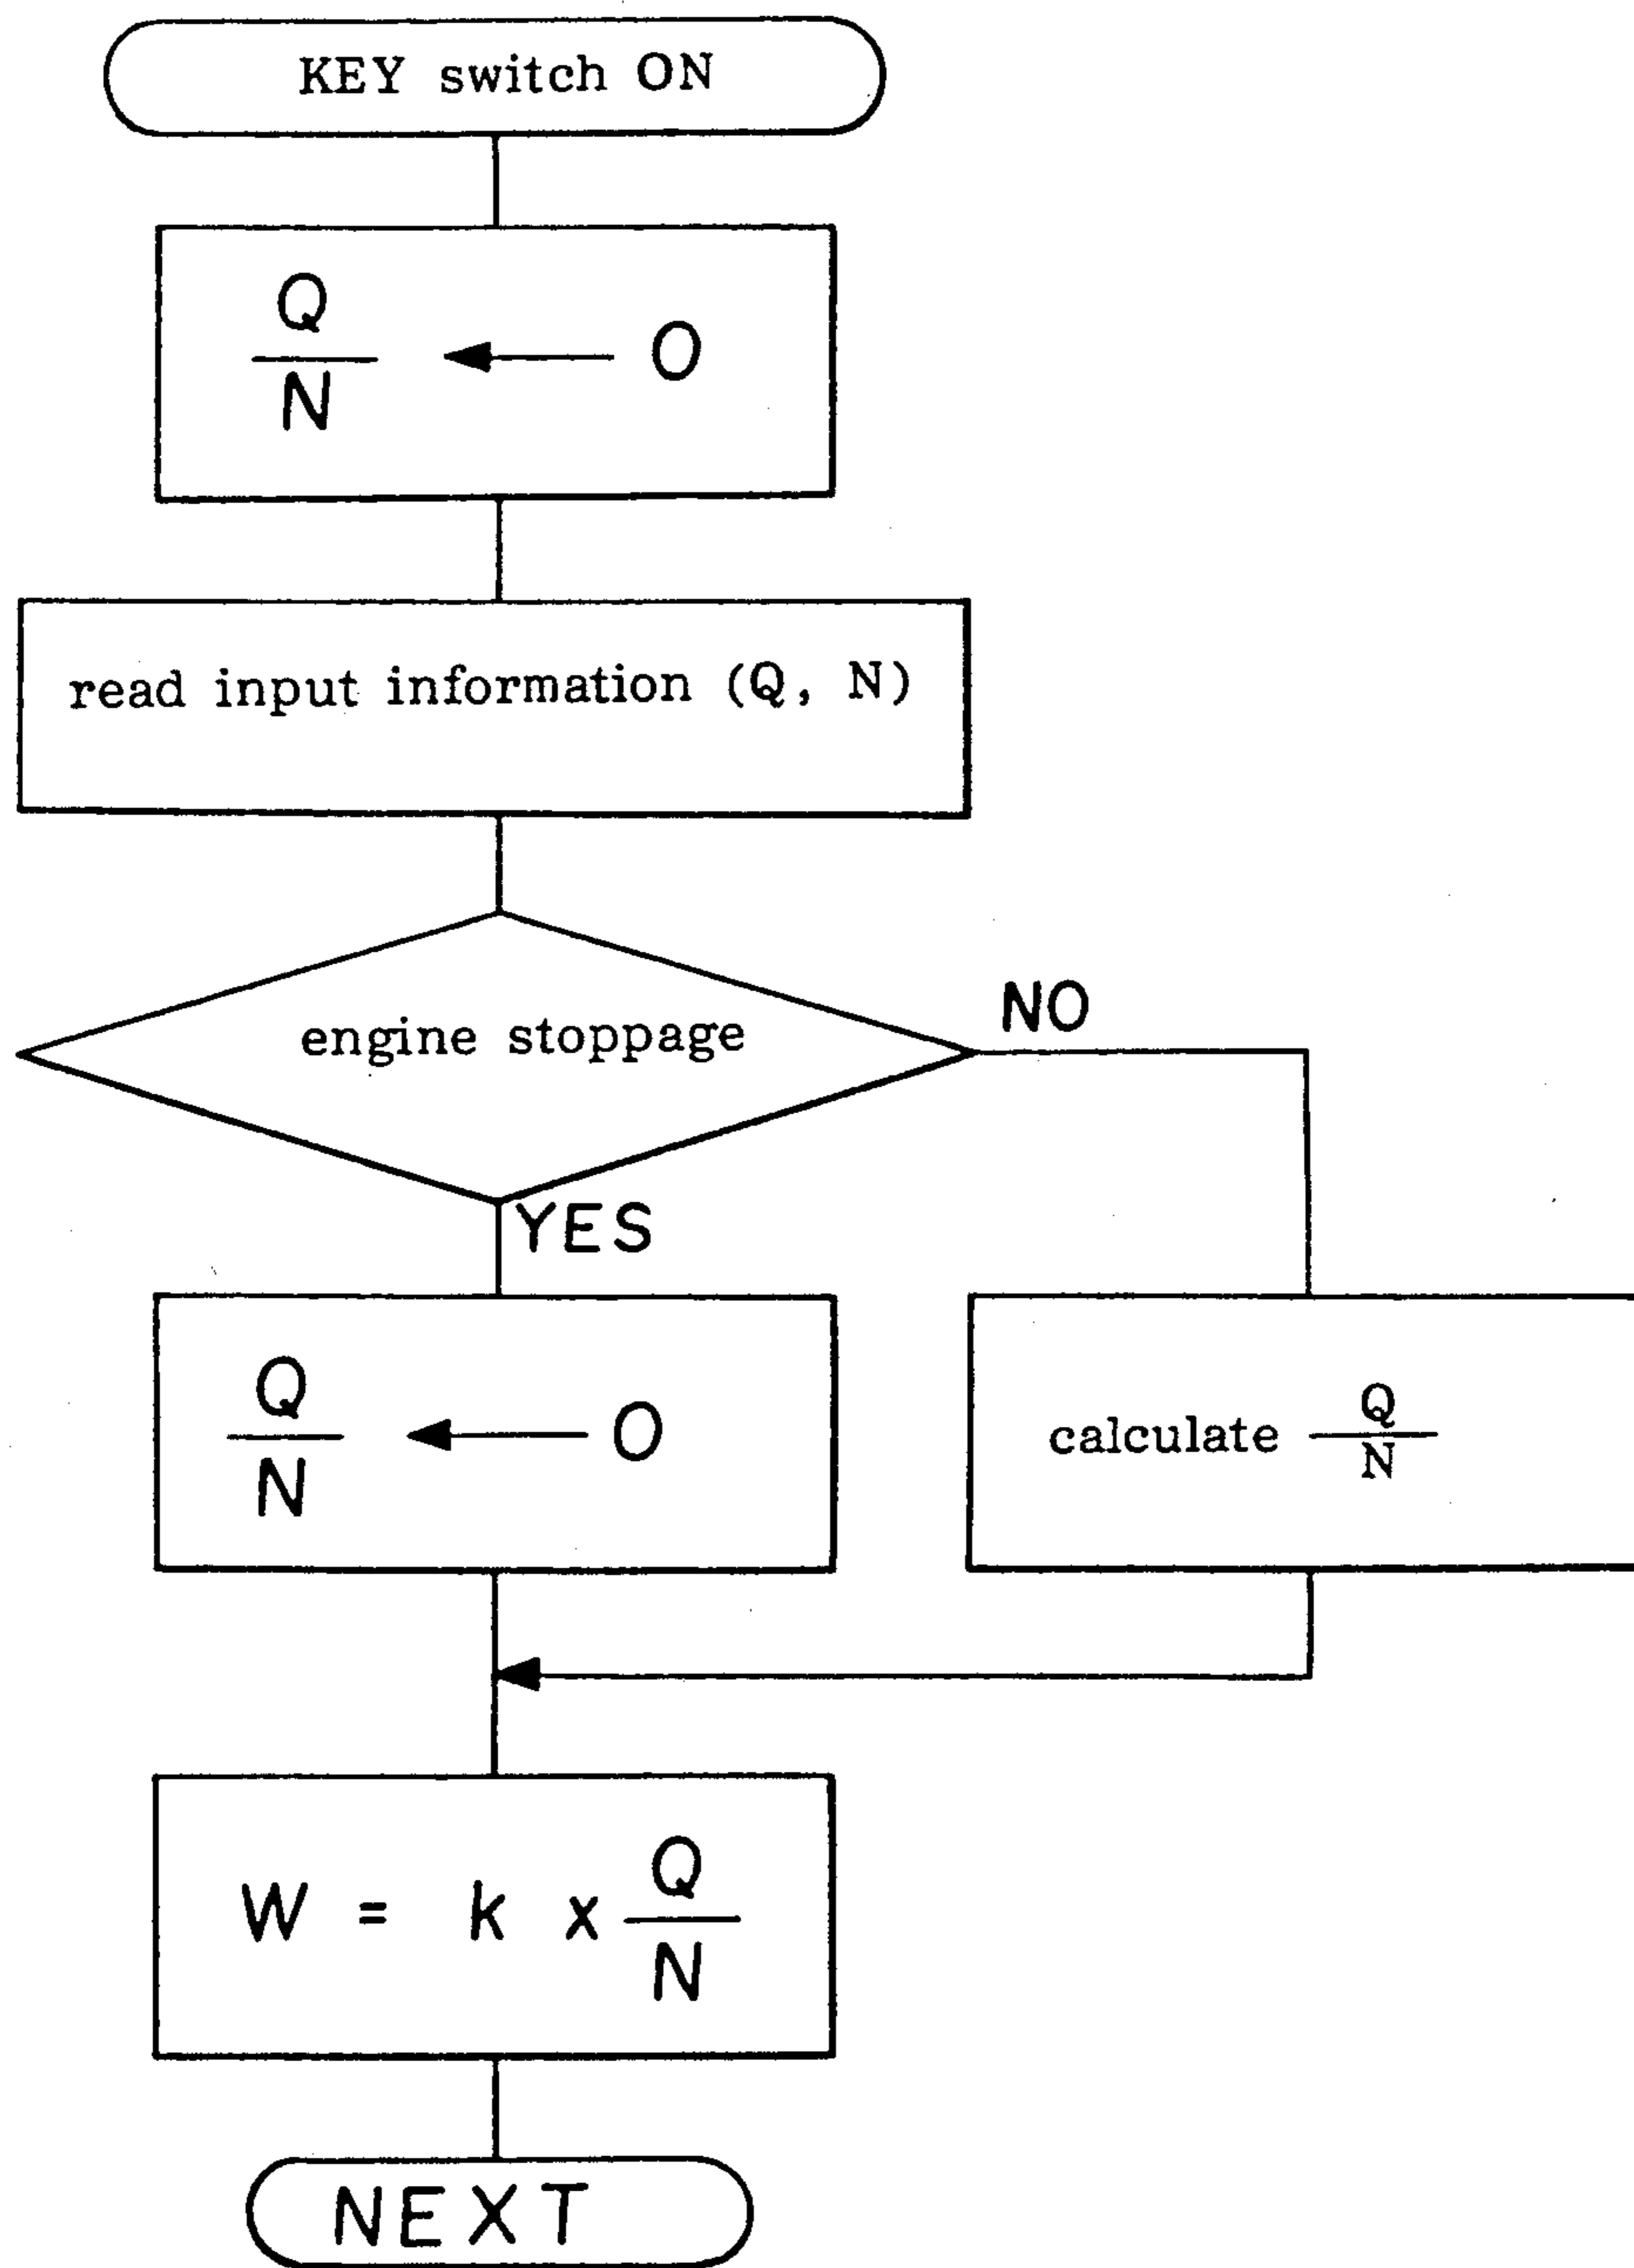 KEY switch ON
Q
N
← O
read input information (Q, N)
engine stoppage
NO
YES
Q
N
← O
calculate Q
N
W = k x Q
N
NEXT